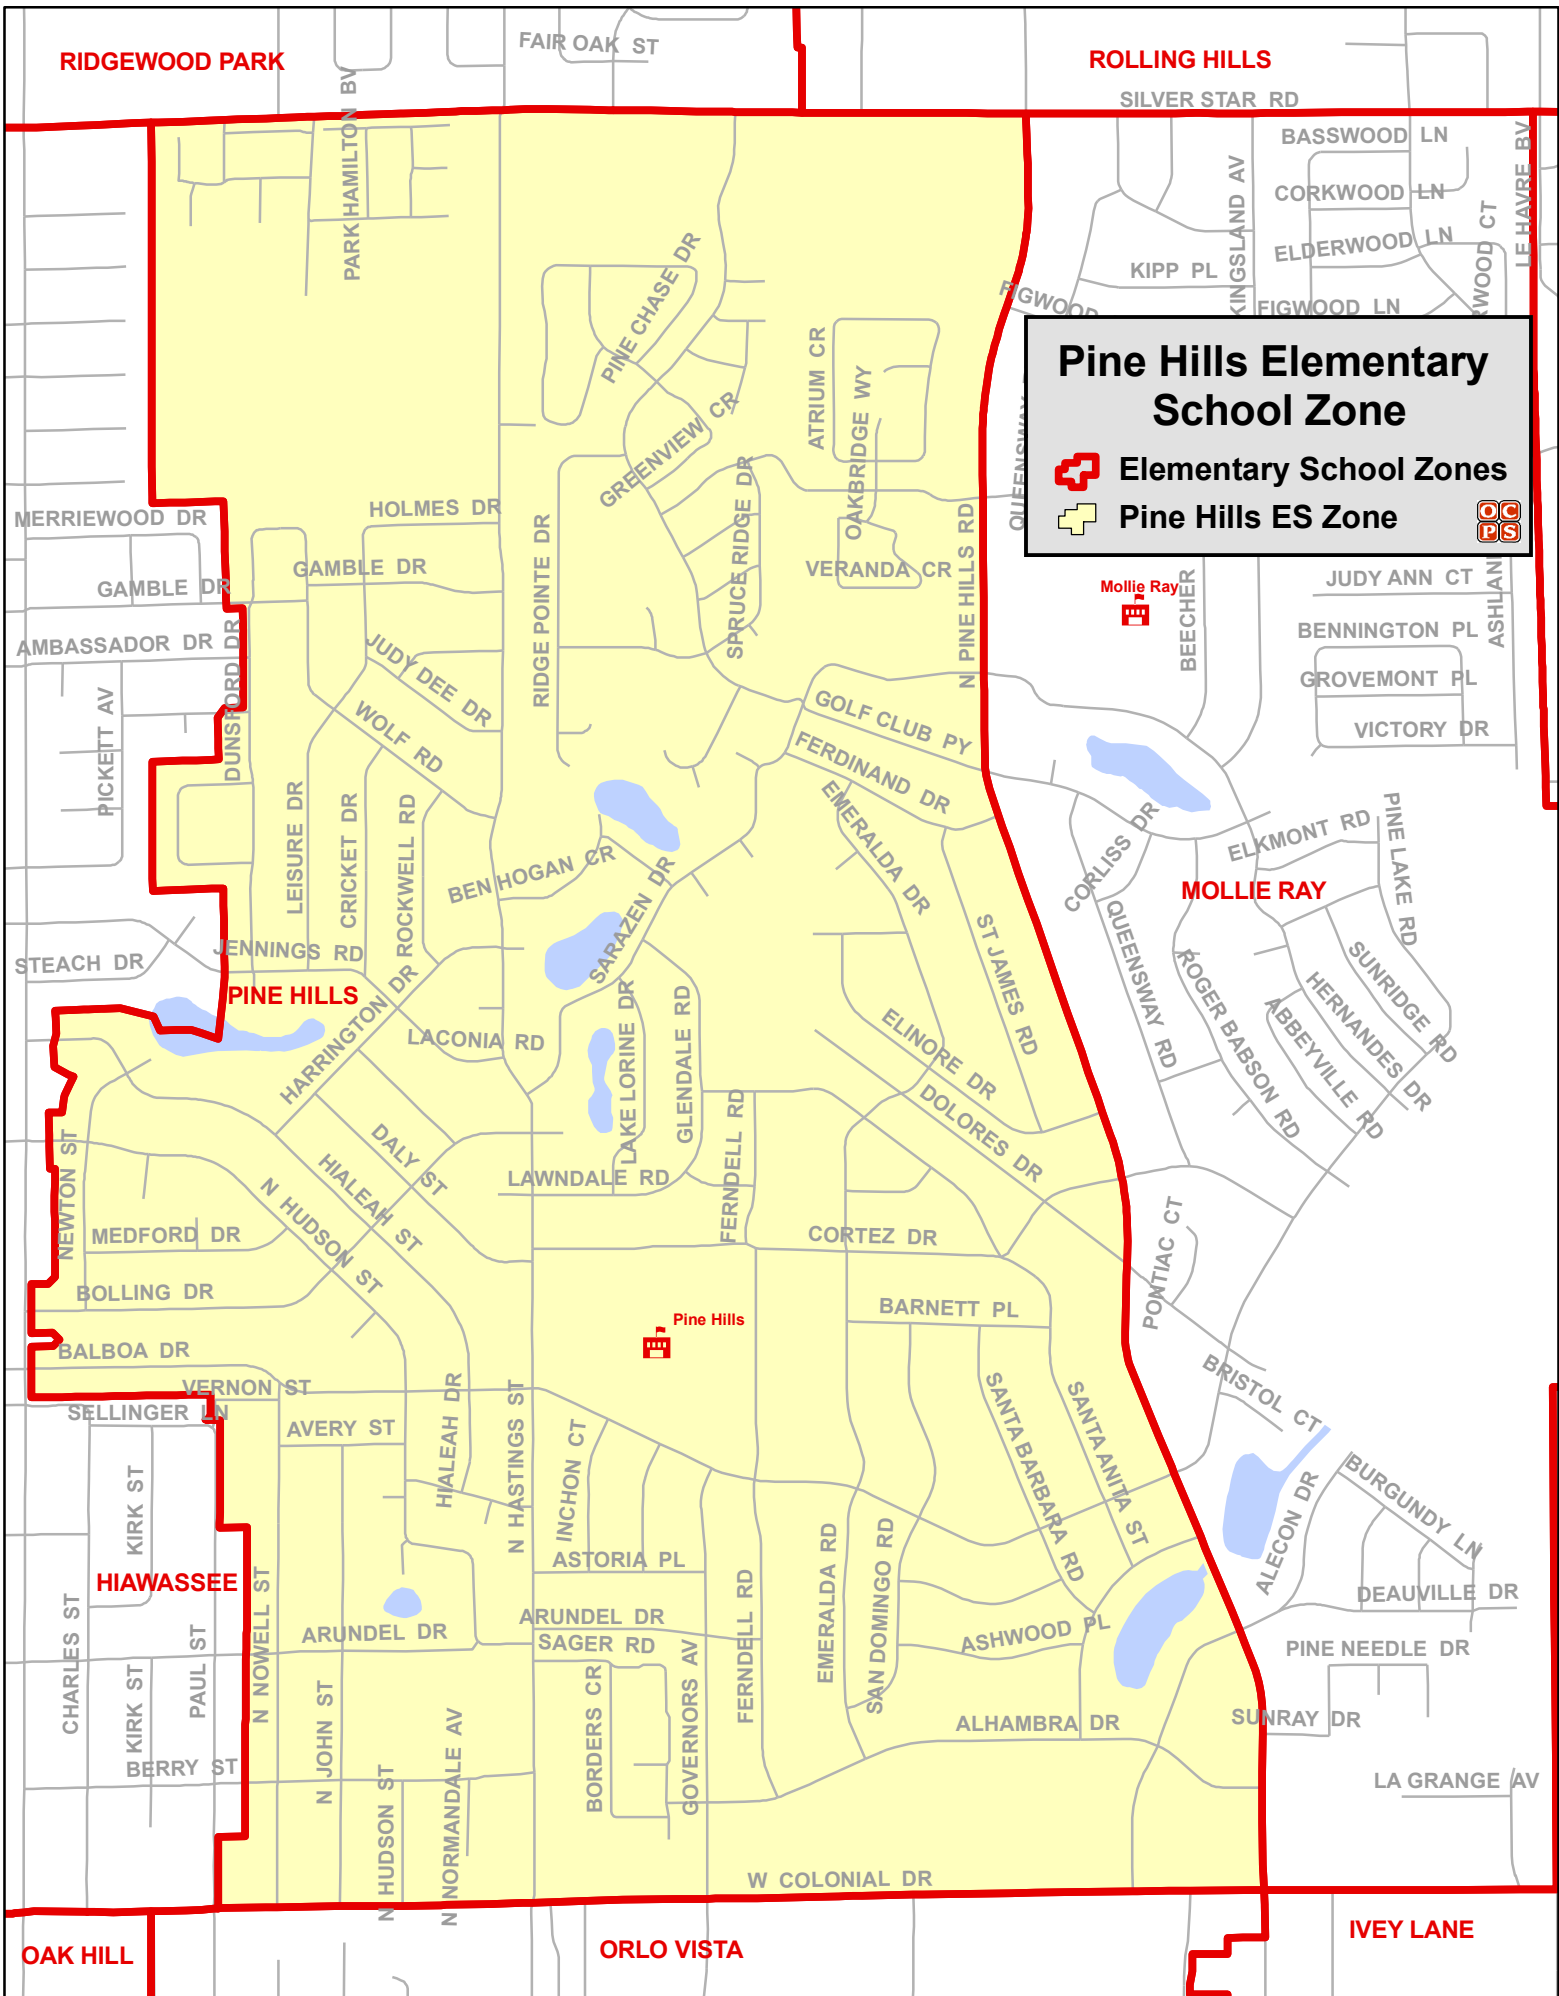 RIDGEWOOD PARK
FAIR OAK ST
ROLLING HILLS
SILVER STAR RD
PARK HAMILTON BV
BASSWOOD LN
LE HAVRE BV
KINGSLAND AV
CORKWOOD LN
RWOOD CT
ELDERWOOD LN
KIPP PL
PINE CHASE DR
FIGWOOD
FIGWOOD LN
Pine Hills Elementary
School Zone
Elementary School Zones
Pine Hills ES Zone
OC
PS
ATRIUM CR
OAKBRIDGE WY
GREENVIEW CR
QUEENSWAY
MERRIEWOOD DR
HOLMES DR
RIDGE POINTE DR
SPRUCE RIDGE DR
N PINE HILLS RD
GAMBLE DR
GAMBLE DR
VERANDA CR
Mollie Ray
BEECHER
JUDY ANN CT
ASHLAN
AMBASSADOR DR
DUNSFORD DR
JUDY DEE DR
BENNINGTON PL
GROVEMONT PL
PICKETT AV
WOLF RD
GOLF CLUB PY
VICTORY DR
FERDINAND DR
LEISURE DR
CRICKET DR
ROCKWELL RD
EMERALDA DR
CORLISS DR
ELKMONT RD
PINE LAKE RD
BEN HOGAN CR
SARAZEN DR
MOLLIE RAY
STEACH DR
JENNINGS RD
ST JAMES RD
QUEENSWAY RD
ROGER BABSON RD
SUNRIDGE RD
HERNANDES DR
ABBEYVILLE RD
PINE HILLS
HARRINGTON DR
LACONIA RD
LAKE LORINE DR
GLENDALE RD
ELINORE DR
DOLORES DR
FERNDELL RD
NEWTON ST
DALY ST
HIALEAH ST
LAWNDALE RD
N HUDSON ST
MEDFORD DR
CORTEZ DR
PONTIAC CT
BOLLING DR
BARNETT PL
Pine Hills
BALBOA DR
VERNON ST
BRISTOL CT
SELLINGER LN
AVERY ST
HIALEAH DR
N HASTINGS ST
INCHON CT
SANTA BARBARA RD
SANTA ANITA ST
KIRK ST
BURGUNDY LN
ALECON DR
ASTORIA PL
HIAWASSEE
EMERALDA RD
SAN DOMINGO RD
DEAUVILLE DR
CHARLES ST
PAUL ST
N NOWELL ST
ARUNDEL DR
ARUNDEL DR
SAGER RD
FERNDELL RD
ASHWOOD PL
PINE NEEDLE DR
KIRK ST
N JOHN ST
BORDERS CR
GOVERNORS AV
ALHAMBRA DR
SUNRAY DR
BERRY ST
N HUDSON ST
N NORMANDALE AV
LA GRANGE AV
W COLONIAL DR
OAK HILL
ORLO VISTA
IVEY LANE